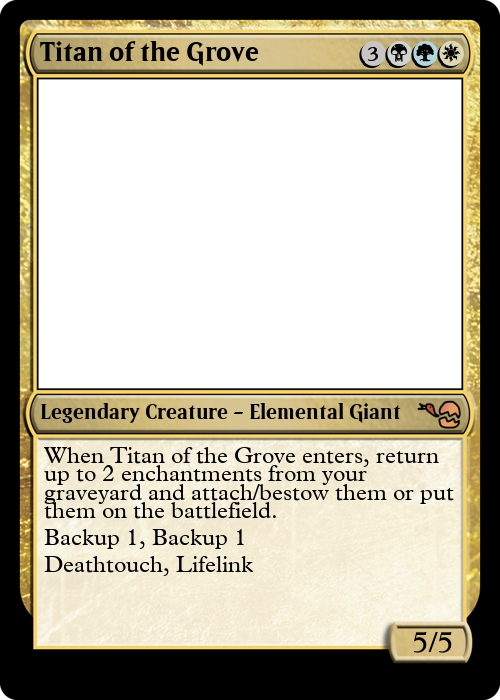 Titan of the Grove
3
Legendary Creature – Elemental Giant
When Titan of the Grove enters, return
up to 2 enchantments from your
graveyard and attach/bestow them or put
them on the battlefield.
Backup 1, Backup 1
Deathtouch, Lifelink
5/5